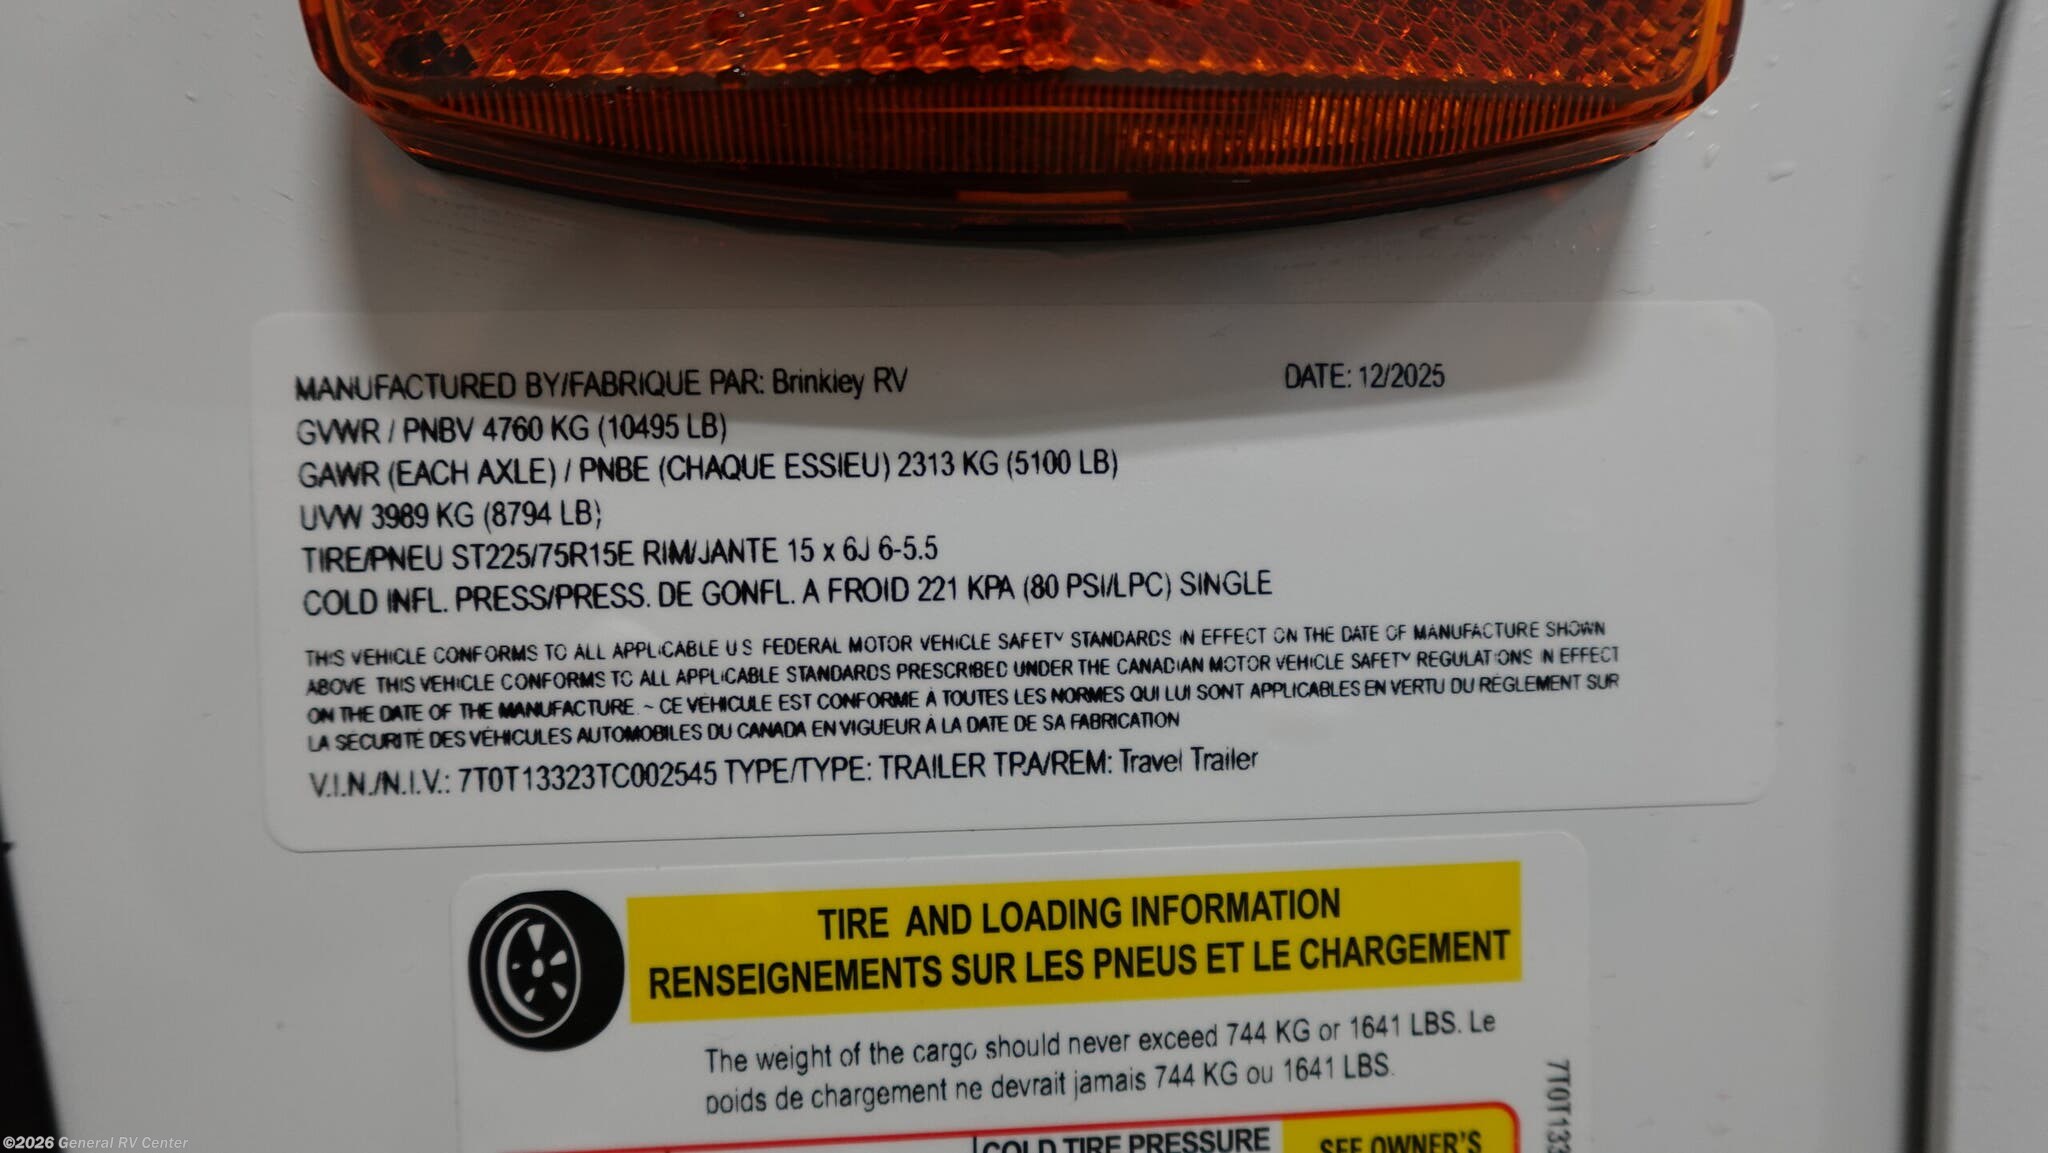 MANUFACTURED BY/FABRIQUE PAR: Brinkley RV DATE: 12/2025
GVWR / PNBV 4760 KG (10495 LB)
GAWR (EACH AXLE) / PNBE (CHAQUE ESSIEU) 2313 KG (5100 LB)
UVW 3989 KG (8794 LB)
TIRE/PNEU ST225/75R15E RIM/JANTE 15 x 6J 6-5.5
COLD INFL. PRESS/PRESS. DE GONFL. A FROID 221 KPA (80 PSI/LPC) SINGLE
THIS VEHICLE CONFORMS TO ALL APPLICABLE U S FEDERAL MOTOR VEHICLE SAFETY STANDARDS IN EFFECT ON THE DATE OF MANUFACTURE SHOWN
ABOVE THIS VEHICLE CONFORMS TO ALL APPLICABLE STANDARDS PRESCRIBED UNDER THE CANADIAN MOTOR VEHICLE SAFETY REGULATIONS IN EFFECT
ON THE DATE OF THE MANUFACTURE. ~ CE VÉHICULE EST CONFORME À TOUTES LES NORMES QUI LUI SONT APPLICABLES EN VERTU DU RÉGLEMENT SUR
LA SÉCURITÉ DES VÉHICULES AUTOMOBILES DU CANADA EN VIGUEUR À LA DATE DE SA FABRICATION
V.I.N./N.I.V.: 7T0T13323TC002545 TYPE/TYPE: TRAILER TRA/REM: Travel Trailer
TIRE AND LOADING INFORMATION
RENSEIGNEMENTS SUR LES PNEUS ET LE CHARGEMENT
The weight of the cargo should never exceed 744 KG or 1641 LBS. Le
poids de chargement ne devrait jamais 744 KG ou 1641 LBS.
COLD TIRE PRESSURE SEE OWNER'S
7T0T133
©2026 General RV Center